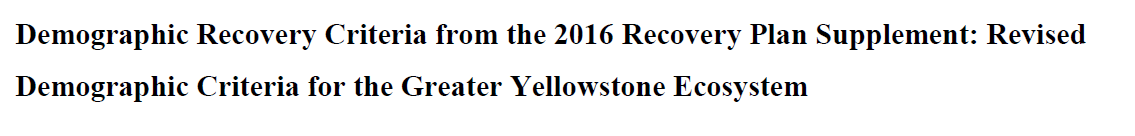 Demographic Recovery Criteria from the 2016 Recovery Plan Supplement: Revised
Demographic Criteria for the Greater Yellowstone Ecosystem